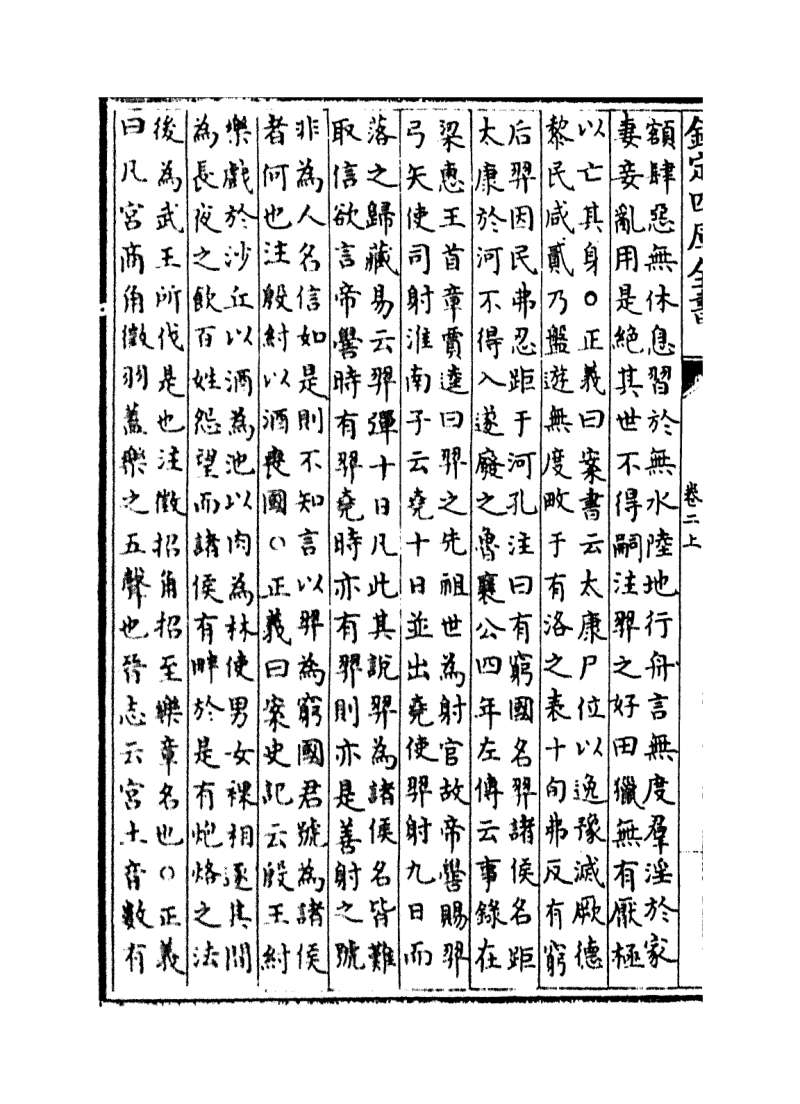 欽定四庫全書
卷二上
額肆惡無休息習於無水陸地行舟言無度羣淫於家
妻妾亂用是絕其世不得嗣注羿之好田獵無有厭極
以亡其身○正義曰案書云太康尸位以逸豫滅厥德
黎民咸貳乃盤遊無度畋于有洛之表十旬弗反有窮
后羿因民弗忍距于河孔注曰有窮國名羿諸侯名距
太康於河不得入遂廢之魯襄公四年左傳云事錄在
梁惠王首章賈逵曰羿之先祖世為射官故帝嚳賜羿
弓矢使司射淮南子云堯十日並出堯使羿射九日而
落之歸藏易云羿彈十日凡此其說羿為諸侯名皆難
取信欲言帝嚳時有羿堯時亦有羿則亦是善射之號
非為人名信如是則不知言以羿為窮國君號為諸侯
者何也注殷紂以酒喪國○正義曰案史記云殷王紂
樂戲於沙丘以酒為池以肉為林使男女裸相逐其間
為長夜之飲百姓怨望而諸侯有畔於是有炮烙之法
後為武王所伐是也注徵招角招至樂章名也○正義
曰凡宮商角徵羽蓋樂之五聲也晉志云宮土音數有